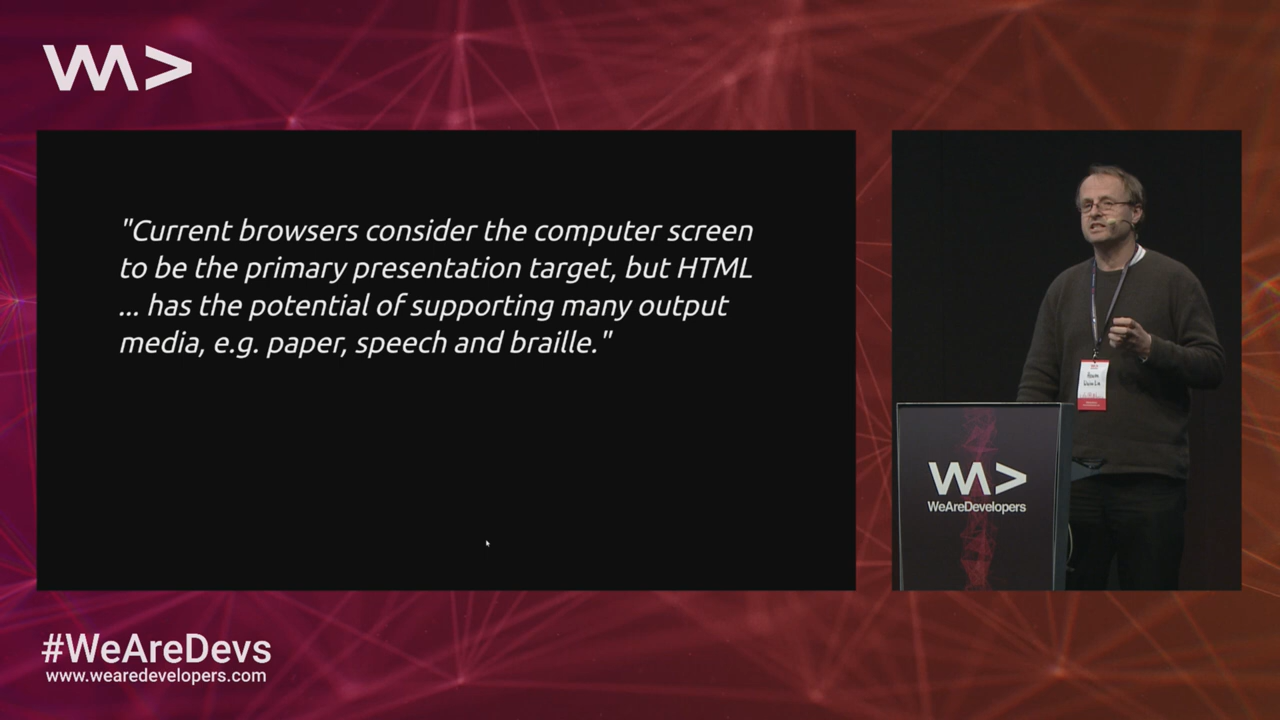 "Current browsers consider the computer screen
to be the primary presentation target, but HTML
... has the potential of supporting many output
media, e.g. paper, speech and braille."
WeAreDevelopers
#WeAreDevs
www.wearedevelopers.com